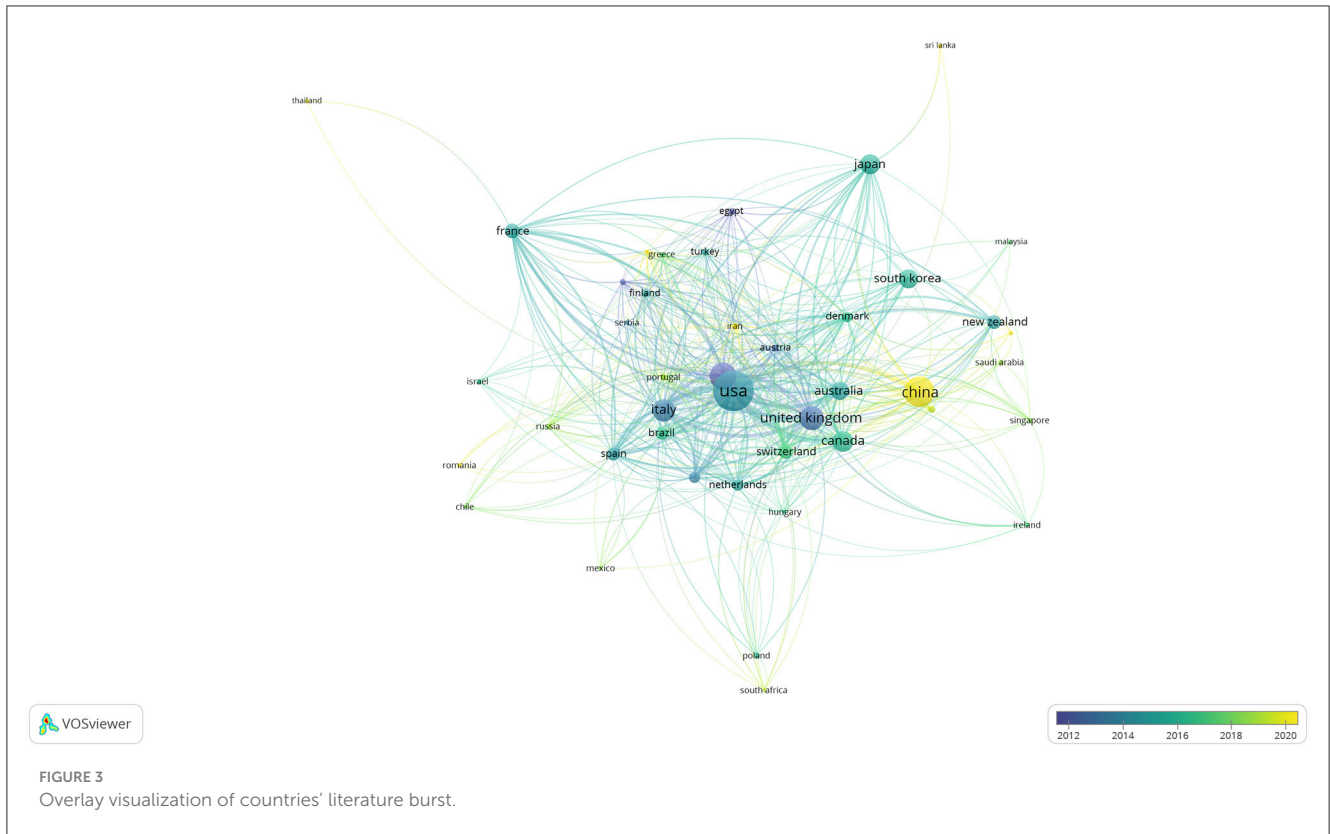 sri lanka
thailand
japan
egypt
france
malaysia
turkey
greece
south korea
finland
denmark
new zealand
serbia
iran
austria
saudi arabia
portugal
israel
usa
australia
china
italy
united kingdom
singapore
russia
brazil
canada
spain
switzerland
romania
netherlands
chile
hungary
ireland
mexico
poland
south africa
VOSviewer
2012 2014 2016 2018 2020
FIGURE 3
Overlay visualization of countries’ literature burst.